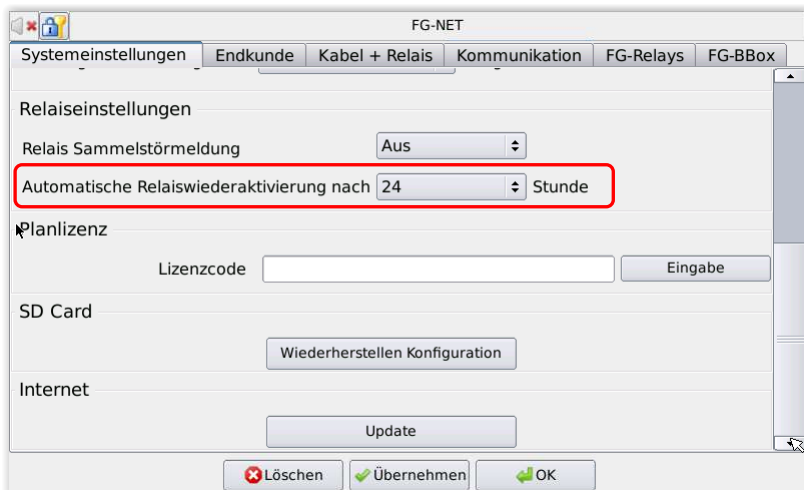 FG-NET
Systemeinstellungen Endkunde Kabel + Relais Kommunikation FG-Relays FG-BBox
Relaiseinstellungen
Relais Sammelstörmeldung Aus
Automatische Relaiswiederaktivierung nach 24 Stunde
Planlizenz
Lizenzcode Eingabe
SD Card
Wiederherstellen Konfiguration
Internet
Update
Löschen Übernehmen OK